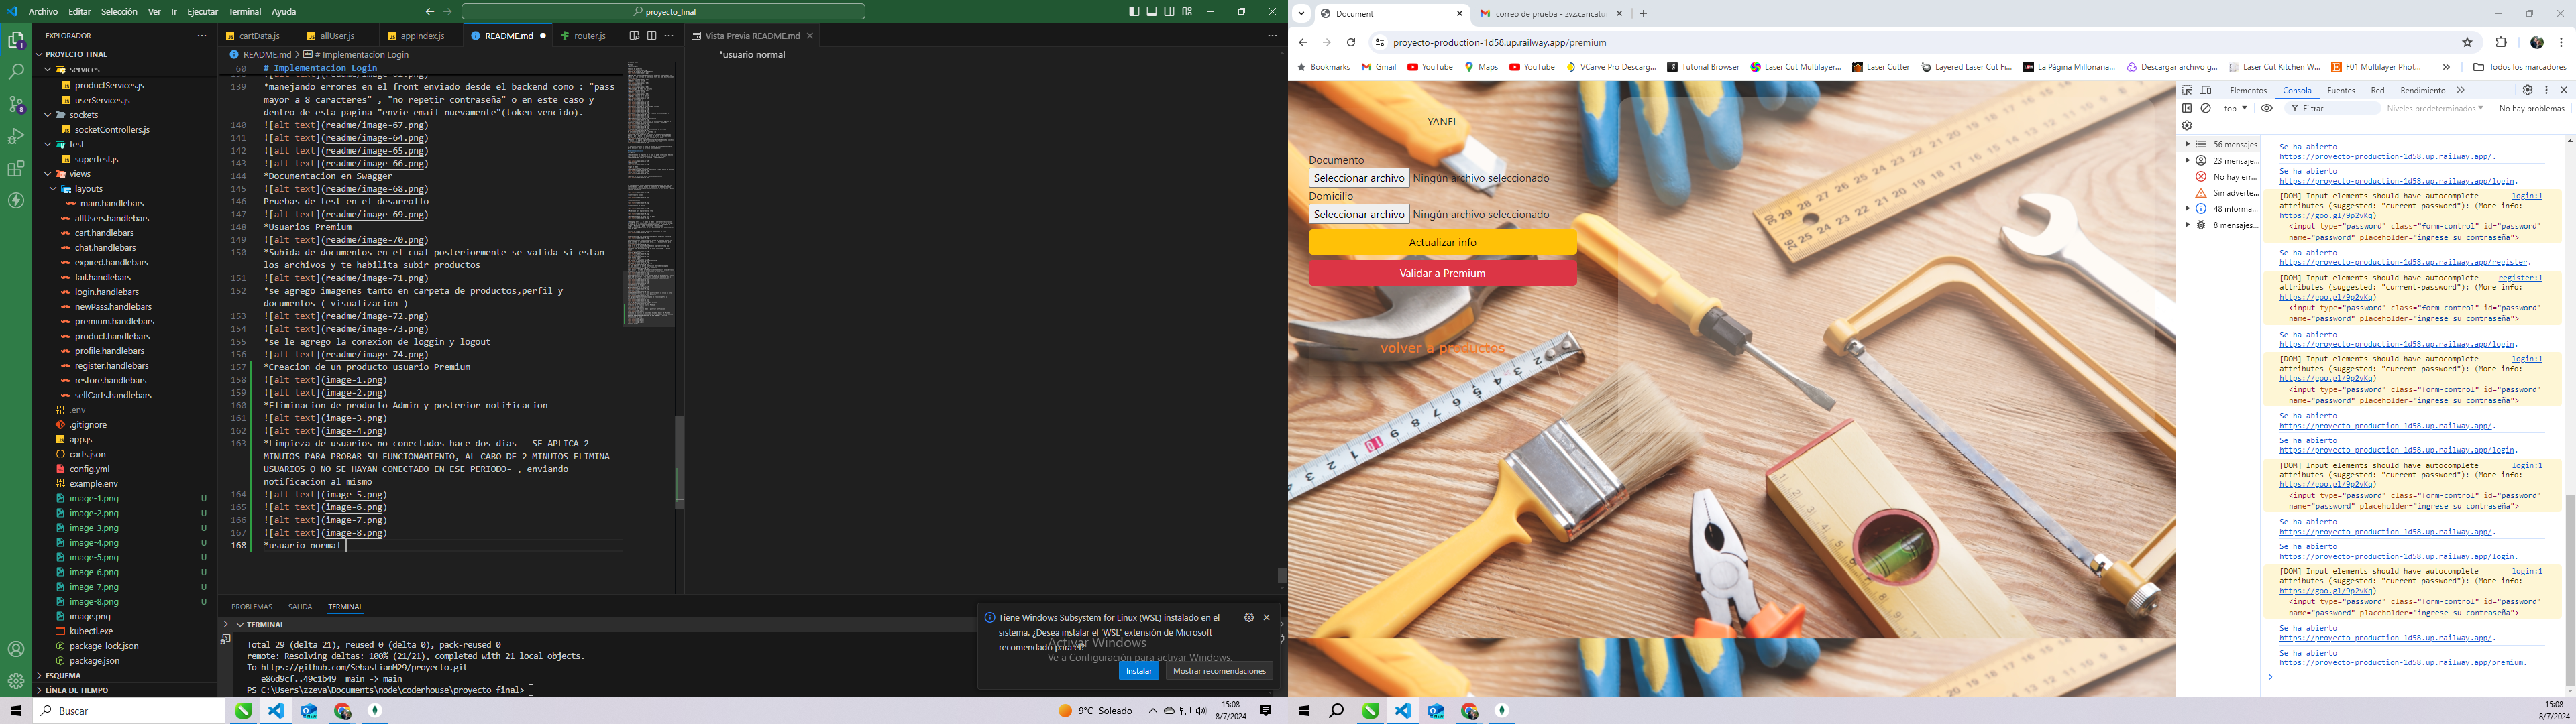 Archivo Editar Selección Ver Ir Ejecutar Terminal Ayuda
proyecto_final
EXPLORADOR
PROYECTO_FINAL
services
productServices.js
userServices.js
sockets
socketControllers.js
test
supertest.js
views
layouts
main.handlebars
allUsers.handlebars
cart.handlebars
chat.handlebars
expired.handlebars
fail.handlebars
login.handlebars
newPass.handlebars
premium.handlebars
product.handlebars
profile.handlebars
register.handlebars
restore.handlebars
sellCarts.handlebars
.env
.gitignore
app.js
carts.json
config.yml
example.env
image-1.png U
image-2.png U
image-3.png U
image-4.png U
image-5.png U
image-6.png U
image-7.png U
image-8.png U
image.png
kubectl.exe
package-lock.json
package.json
ESQUEMA
LÍNEA DE TIEMPO
cartData.js allUser.js appIndex.js README.md router.js
README.md > # Implementacion Login
60 # Implementacion Login
139 *manejando errores en el front enviado desde el backend como : "pass
mayor a 8 caracteres" , "no repetir contraseña" o en este caso y
dentro de esta pagina "envie email nuevamente"(token vencido).
140 ![alt text](readme/image-67.png)
141 ![alt text](readme/image-64.png)
142 ![alt text](readme/image-65.png)
143 ![alt text](readme/image-66.png)
144 *Documentacion en Swagger
145 ![alt text](readme/image-68.png)
146 Pruebas de test en el desarrollo
147 ![alt text](readme/image-69.png)
148 *Usuarios Premium
149 ![alt text](readme/image-70.png)
150 *Subida de documentos en el cual posteriormente se valida si estan
los archivos y te habilita subir productos
151 ![alt text](readme/image-71.png)
152 *se agrego imagenes tanto en carpeta de productos,perfil y
documentos ( visualizacion )
153 ![alt text](readme/image-72.png)
154 ![alt text](readme/image-73.png)
155 *se le agrego la conexion de loggin y logout
156 ![alt text](readme/image-74.png)
157 *Creacion de un producto usuario Premium
158 ![alt text](image-1.png)
159 ![alt text](image-2.png)
160 *Eliminacion de producto Admin y posterior notificacion
161 ![alt text](image-3.png)
162 ![alt text](image-4.png)
163 *Limpieza de usuarios no conectados hace dos dias - SE APLICA 2
MINUTOS PARA PROBAR SU FUNCIONAMIENTO, AL CABO DE 2 MINUTOS ELIMINA
USUARIOS Q NO SE HAYAN CONECTADO EN ESE PERIODO- , enviando
notificacion al mismo
164 ![alt text](image-5.png)
165 ![alt text](image-6.png)
166 ![alt text](image-7.png)
167 ![alt text](image-8.png)
168 *usuario normal
Vista Previa README.md
*usuario normal
PROBLEMAS SALIDA TERMINAL
TERMINAL
Total 29 (delta 21), reused 0 (delta 0), pack-reused 0
remote: Resolving deltas: 100% (21/21), completed with 21 local objects.
To https://github.com/SebastianM29/proyecto.git
e86d9cf..49c1b49 main -> main
PS C:\Users\zzeva\Documents\node\coderhouse\proyecto_final>
Tiene Windows Subsystem for Linux (WSL) instalado en el
sistema. ¿Desea instalar el 'WSL' extensión de Microsoft
recomendado para él?
Activar Windows
Ve a Configuración para activar Windows.
Instalar Mostrar recomendaciones
Buscar
9°C Soleado
15:08
8/7/2024
Document
correo de prueba - zvz.caricatu
proyecto-production-1d58.up.railway.app/premium
Bookmarks Gmail YouTube Maps YouTube VCarve Pro Descarg... Tutorial Browser Laser Cut Multilayer... Laser Cutter Layered Laser Cut Fi... La Página Millonaria... Descargar archivo g... Laser Cut Kitchen W... F01 Multilayer Phot... Todos los marcadores
YANEL
Documento
Seleccionar archivo Ningún archivo seleccionado
Domicilio
Seleccionar archivo Ningún archivo seleccionado
Actualizar info
Validar a Premium
volver a productos
Elementos Consola Fuentes Red Rendimiento
top Filtrar Niveles predeterminados No hay problemas
56 mensajes
23 mensaje...
No hay err...
Sin adverte...
48 informa...
8 mensajes...
Se ha abierto
https://proyecto-production-1d58.up.railway.app/.
Se ha abierto
https://proyecto-production-1d58.up.railway.app/login.
[DOM] Input elements should have autocomplete login:1
attributes (suggested: "current-password"): (More info:
https://goo.gl/9p2vKq)
<input type="password" class="form-control" id="password"
name="password" placeholder="ingrese su contraseña">
Se ha abierto
https://proyecto-production-1d58.up.railway.app/register.
[DOM] Input elements should have autocomplete register:1
attributes (suggested: "current-password"): (More info:
https://goo.gl/9p2vKq)
<input type="password" class="form-control" id="password"
name="password" placeholder="ingrese su contraseña">
Se ha abierto
https://proyecto-production-1d58.up.railway.app/login.
[DOM] Input elements should have autocomplete login:1
attributes (suggested: "current-password"): (More info:
https://goo.gl/9p2vKq)
<input type="password" class="form-control" id="password"
name="password" placeholder="ingrese su contraseña">
Se ha abierto
https://proyecto-production-1d58.up.railway.app/.
Se ha abierto
https://proyecto-production-1d58.up.railway.app/login.
[DOM] Input elements should have autocomplete login:1
attributes (suggested: "current-password"): (More info:
https://goo.gl/9p2vKq)
<input type="password" class="form-control" id="password"
name="password" placeholder="ingrese su contraseña">
Se ha abierto
https://proyecto-production-1d58.up.railway.app/.
Se ha abierto
https://proyecto-production-1d58.up.railway.app/login.
[DOM] Input elements should have autocomplete login:1
attributes (suggested: "current-password"): (More info:
https://goo.gl/9p2vKq)
<input type="password" class="form-control" id="password"
name="password" placeholder="ingrese su contraseña">
Se ha abierto
https://proyecto-production-1d58.up.railway.app/.
Se ha abierto
https://proyecto-production-1d58.up.railway.app/premium.
15:08
8/7/2024